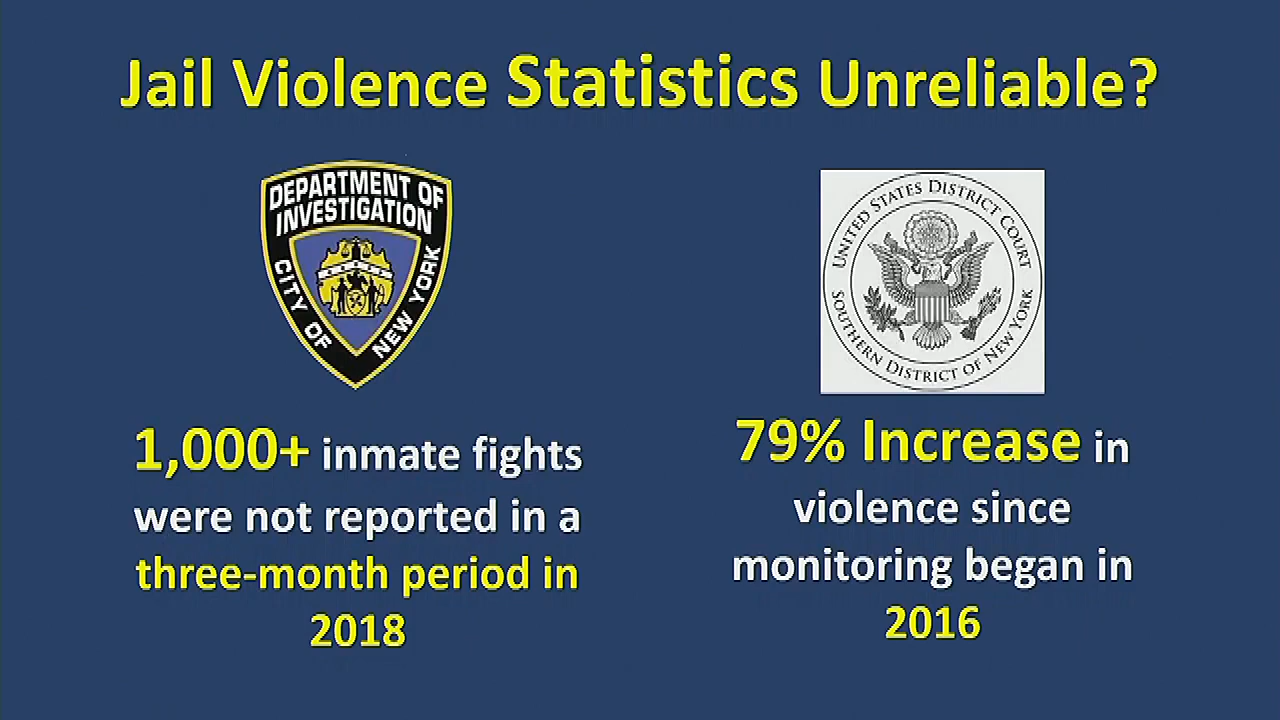 Jail Violence Statistics Unreliable?
DEPARTMENT OF
INVESTIGATION
CITY OF
NEW YORK
UNITED STATES DISTRICT COURT
SOUTHERN DISTRICT OF NEW YORK
1,000+ inmate fights
were not reported in a
three-month period in
2018
79% Increase in
violence since
monitoring began in
2016